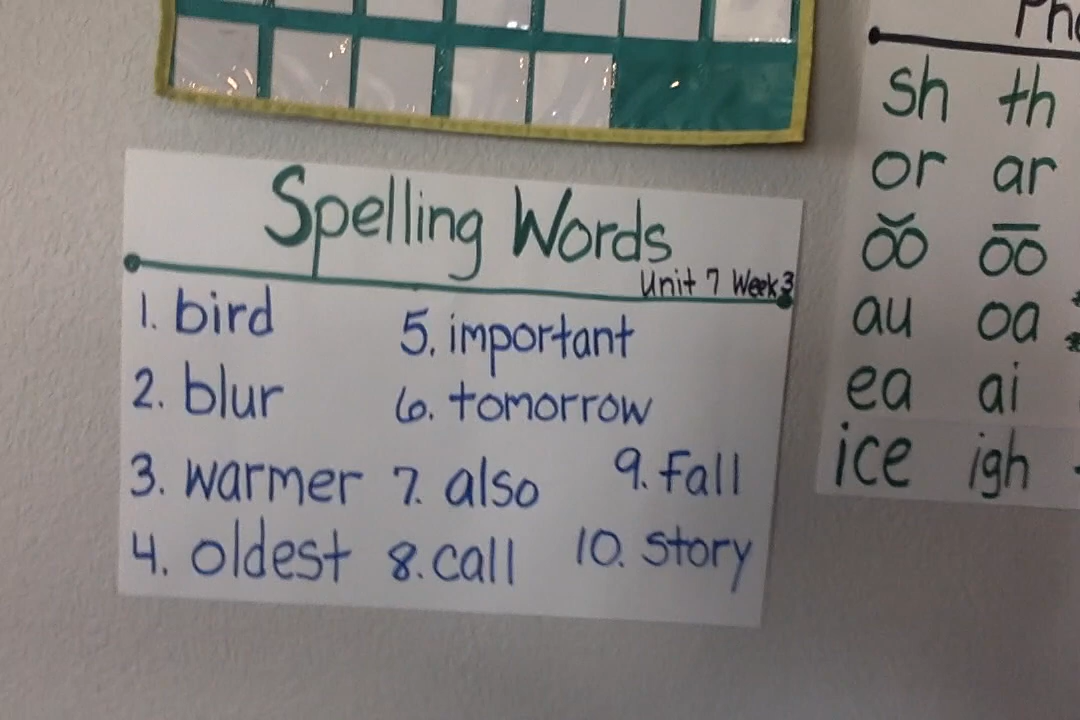 Spelling Words
Unit 7 Week 3
1. bird
2. blur
3. warmer
4. oldest
5. important
6. tomorrow
7. also
8. call
9. fall
10. story
sh th
or ar
ŏŏ o͞o
au oa
ea ai
ice igh